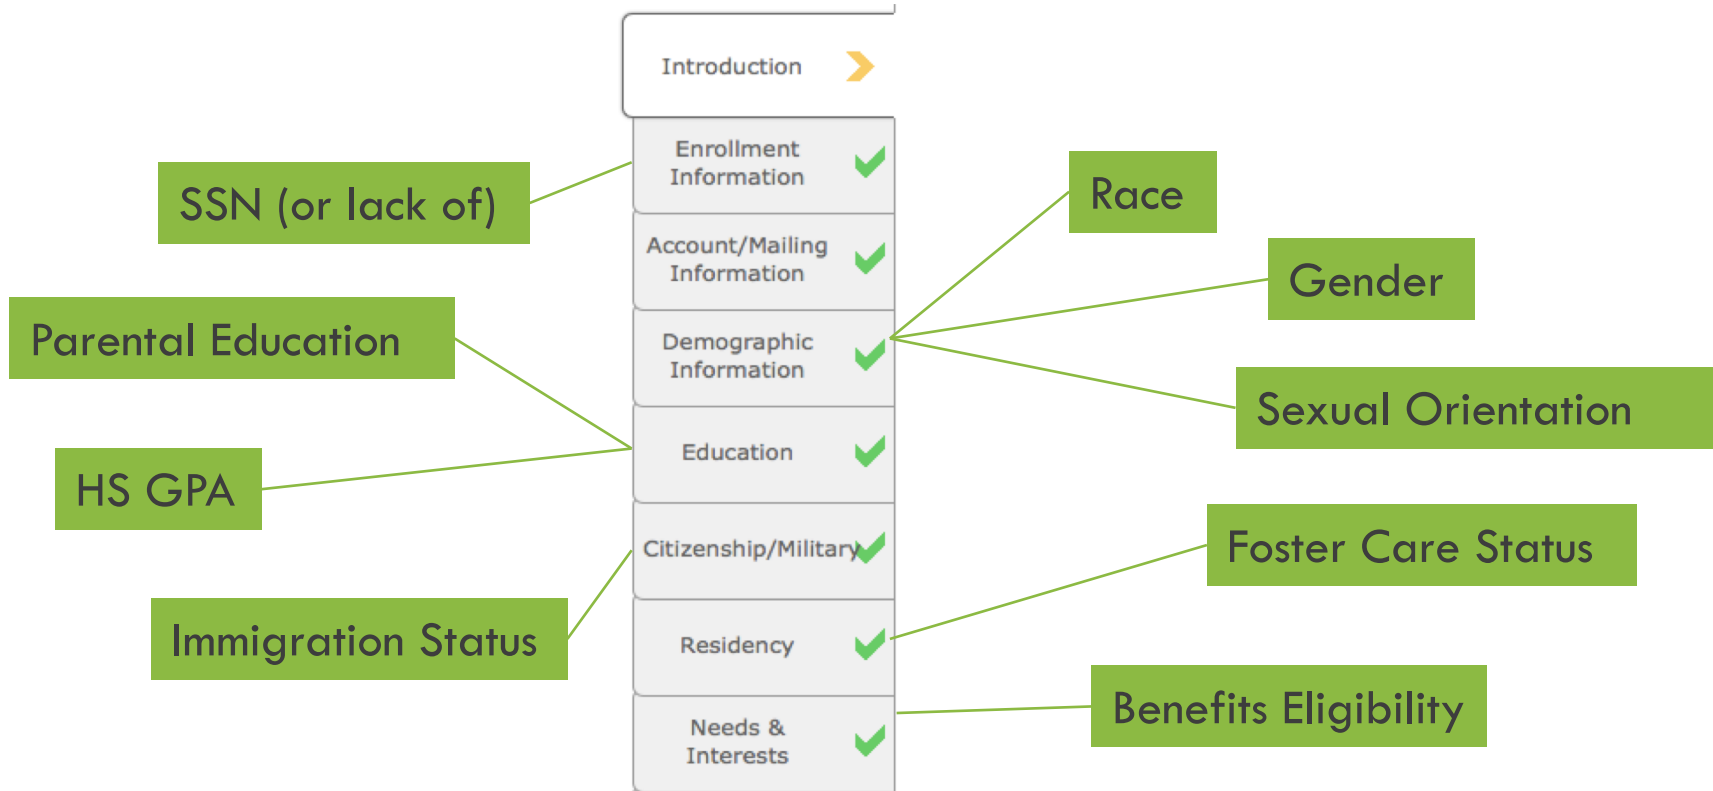 Introduction
Enrollment
Information
Account/Mailing
Information
Demographic
Information
Education
Citizenship/Military
Residency
Needs &
Interests
SSN (or lack of)
Parental Education
HS GPA
Immigration Status
Race
Gender
Sexual Orientation
Foster Care Status
Benefits Eligibility